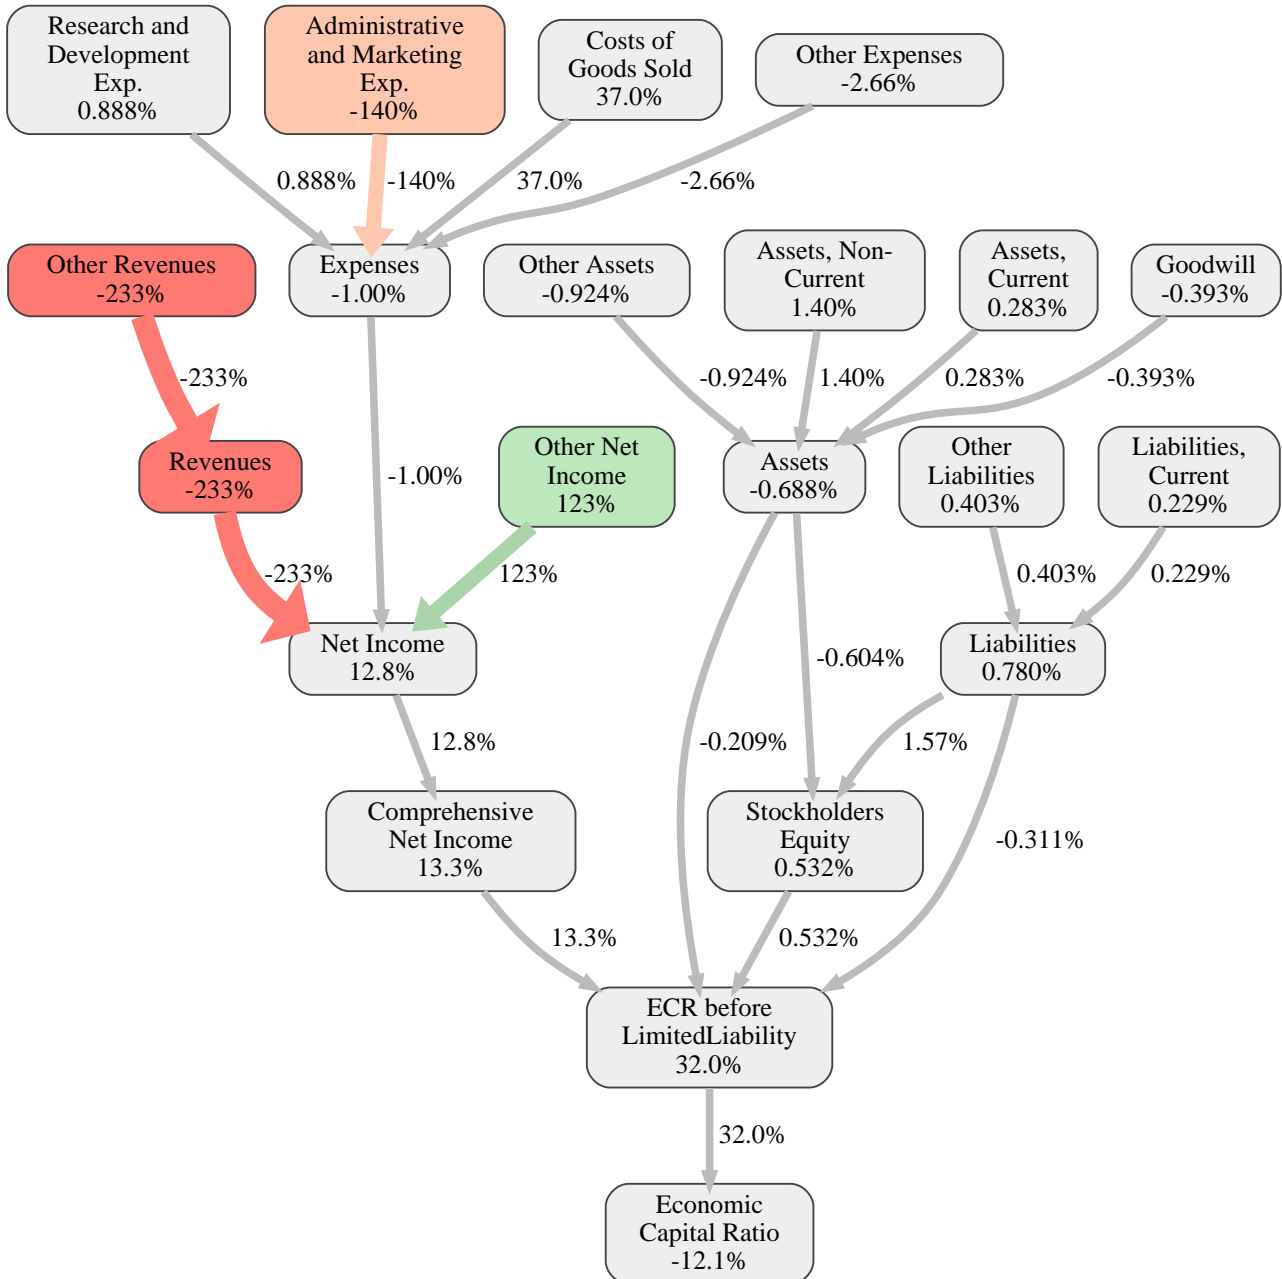 Research and
Development
Exp.
0.888%
Administrative
and Marketing
Exp.
-140%
Costs of
Goods Sold
37.0%
Other Expenses
-2.66%
0.888%
-140%
37.0%
-2.66%
Other Revenues
-233%
Expenses
-1.00%
Other Assets
-0.924%
Assets, Non-
Current
1.40%
Assets,
Current
0.283%
Goodwill
-0.393%
-233%
-0.924%
1.40%
0.283%
-0.393%
Revenues
-233%
-1.00%
Other Net
Income
123%
Assets
-0.688%
Other
Liabilities
0.403%
Liabilities,
Current
0.229%
-233%
123%
0.403%
0.229%
Net Income
12.8%
-0.604%
Liabilities
0.780%
12.8%
-0.209%
1.57%
Comprehensive
Net Income
13.3%
Stockholders
Equity
0.532%
-0.311%
13.3%
0.532%
ECR before
LimitedLiability
32.0%
32.0%
Economic
Capital Ratio
-12.1%